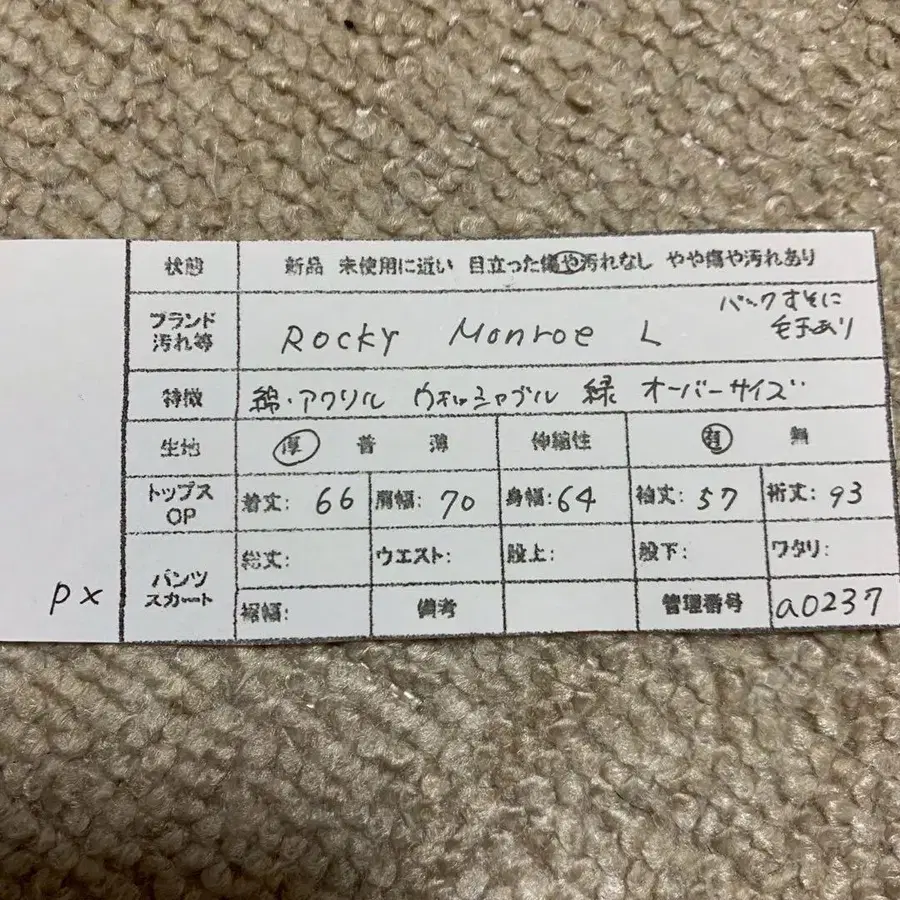 状態 新品 未使用に近い 目立った傷や汚れなし やや傷や汚れあり
ブランド
汚れ等
Rocky Monroe L
バックすそに
毛玉あり
特徴 綿・アクリル ウォッシャブル 緑 オーバーサイズ
生地 厚 普 薄 伸縮性 有 無
トップス
OP
着丈: 66 肩幅: 70 身幅: 64 袖丈: 57 裄丈: 93
パンツ
スカート
総丈: ウエスト: 股上: 股下: ワタリ:
裾幅: 備考 管理番号 a0237
px